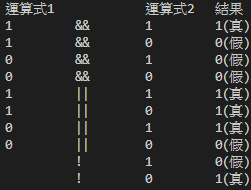 運算式1 運算式2 結果
1 && 1 1(真)
1 && 0 0(假)
0 && 1 0(假)
0 && 0 0(假)
1 || 1 1(真)
1 || 0 1(真)
0 || 1 1(真)
0 || 0 0(假)
! 1 0(假)
! 0 1(真)